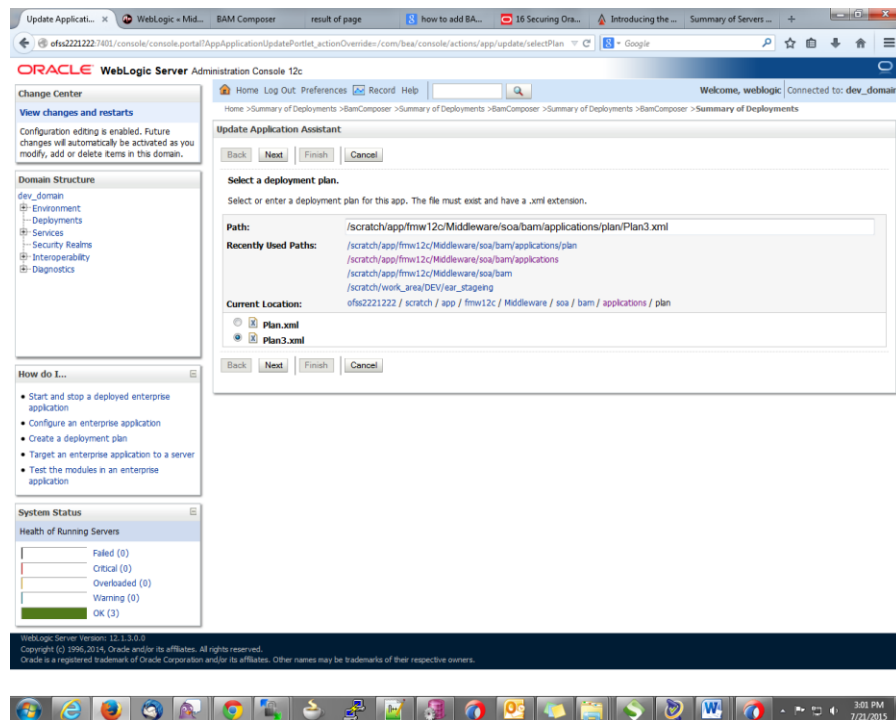 Update Applicati... × WebLogic « Mid... BAM Composer result of page how to add BA... 16 Securing Ora... Introducing the ... Summary of Servers ... +
ofss2221222:7401/console/console.portal?AppApplicationUpdatePortlet_actionOverride=/com/bea/console/actions/app/update/selectPlan Google
ORACLE WebLogic Server Administration Console 12c
Change Center
View changes and restarts
Configuration editing is enabled. Future
changes will automatically be activated as you
modify, add or delete items in this domain.
Domain Structure
dev_domain
Environment
Deployments
Services
Security Realms
Interoperability
Diagnostics
How do I...
Start and stop a deployed enterprise
application
Configure an enterprise application
Create a deployment plan
Target an enterprise application to a server
Test the modules in an enterprise
application
System Status
Health of Running Servers
Failed (0)
Critical (0)
Overloaded (0)
Warning (0)
OK (3)
Home Log Out Preferences Record Help
Welcome, weblogic Connected to: dev_domain
Home >Summary of Deployments >BamComposer >Summary of Deployments >BamComposer >Summary of Deployments >BamComposer >Summary of Deployments
Update Application Assistant
Back Next Finish Cancel
Select a deployment plan.
Select or enter a deployment plan for this app. The file must exist and have a .xml extension.
Path: /scratch/app/fmw12c/Middleware/soa/bam/applications/plan/Plan3.xml
Recently Used Paths: /scratch/app/fmw12c/Middleware/soa/bam/applications/plan
/scratch/app/fmw12c/Middleware/soa/bam/applications
/scratch/app/fmw12c/Middleware/soa/bam
/scratch/work_area/DEV/ear_stageing
Current Location: ofss2221222 / scratch / app / fmw12c / Middleware / soa / bam / applications / plan
Plan.xml
Plan3.xml
Back Next Finish Cancel
WebLogic Server Version: 12.1.3.0.0
Copyright (c) 1996,2014, Oracle and/or its affiliates. All rights reserved.
Oracle is a registered trademark of Oracle Corporation and/or its affiliates. Other names may be trademarks of their respective owners.
3:01 PM
7/21/2015